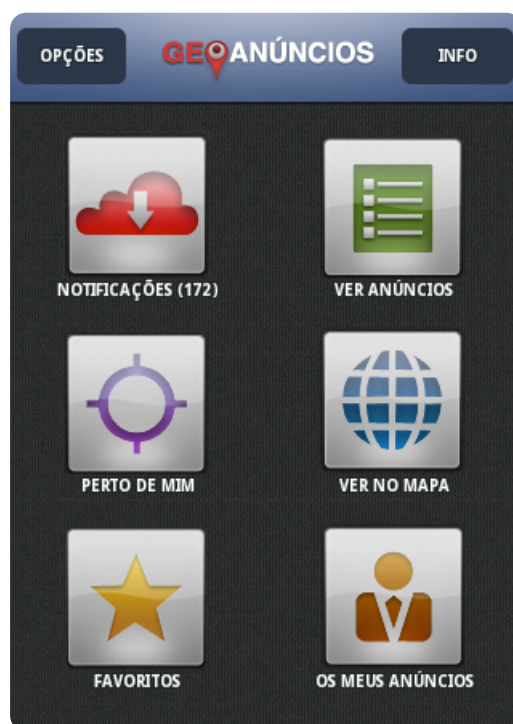 OPÇÕES
GEOANÚNCIOS
INFO
NOTIFICAÇÕES (172)
VER ANÚNCIOS
PERTO DE MIM
VER NO MAPA
FAVORITOS
OS MEUS ANÚNCIOS